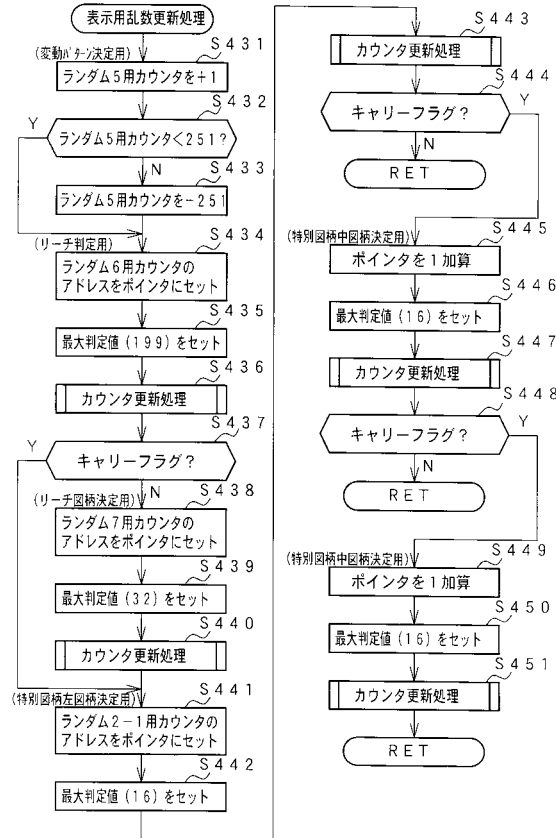 表示用乱数更新処理
(変動パターン決定用)
S431
ランダム5用カウンタを+1
S432
Y
ランダム5用カウンタ<251?
N
S433
ランダム5用カウンタを-251
(リーチ判定用)
S434
ランダム6用カウンタの
アドレスをポインタにセット
S435
最大判定値(199)をセット
S436
カウンタ更新処理
S437
Y
キャリーフラグ?
N
(リーチ図柄決定用)
S438
ランダム7用カウンタの
アドレスをポインタにセット
S439
最大判定値(32)をセット
S440
カウンタ更新処理
(特別図柄左図柄決定用)
S441
ランダム2-1用カウンタの
アドレスをポインタにセット
S442
最大判定値(16)をセット
S443
カウンタ更新処理
S444
キャリーフラグ?
Y
N
RET
(特別図柄中図柄決定用)
S445
ポインタを1加算
S446
最大判定値(16)をセット
S447
カウンタ更新処理
S448
キャリーフラグ?
Y
N
RET
(特別図柄中図柄決定用)
S449
ポインタを1加算
S450
最大判定値(16)をセット
S451
カウンタ更新処理
RET